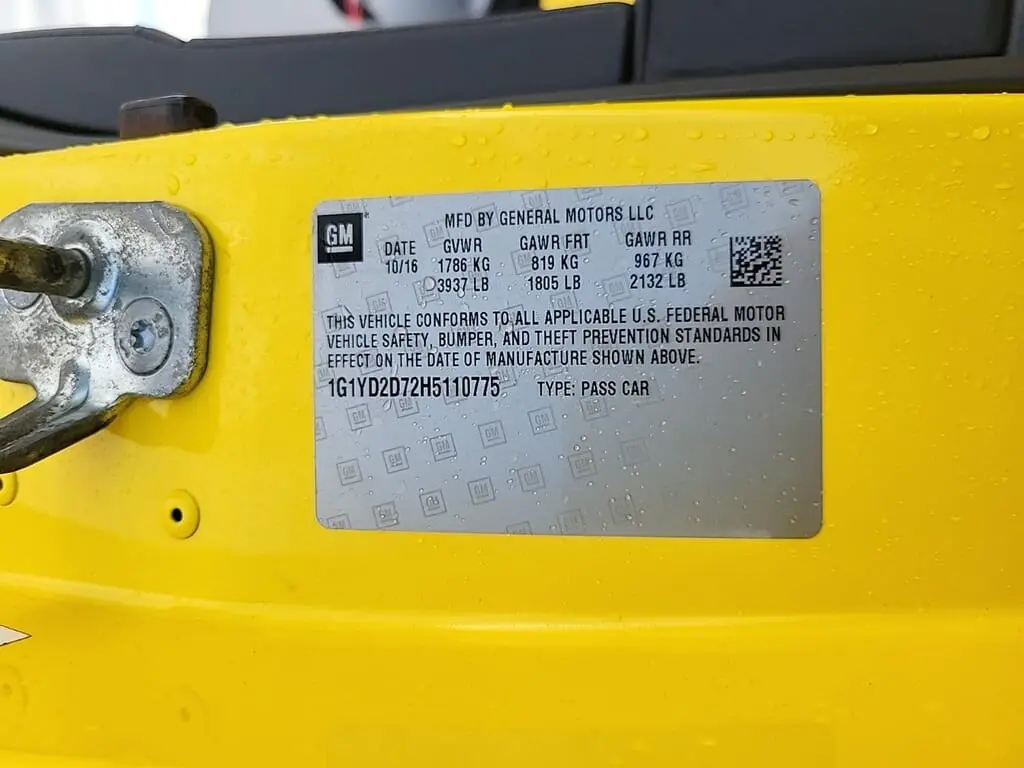 GM
MFD BY GENERAL MOTORS LLC
DATE GVWR GAWR FRT GAWR RR
10/16 1786 KG 819 KG 967 KG
3937 LB 1805 LB 2132 LB
THIS VEHICLE CONFORMS TO ALL APPLICABLE U.S. FEDERAL MOTOR
VEHICLE SAFETY, BUMPER, AND THEFT PREVENTION STANDARDS IN
EFFECT ON THE DATE OF MANUFACTURE SHOWN ABOVE.
1G1YD2D72H5110775 TYPE: PASS CAR